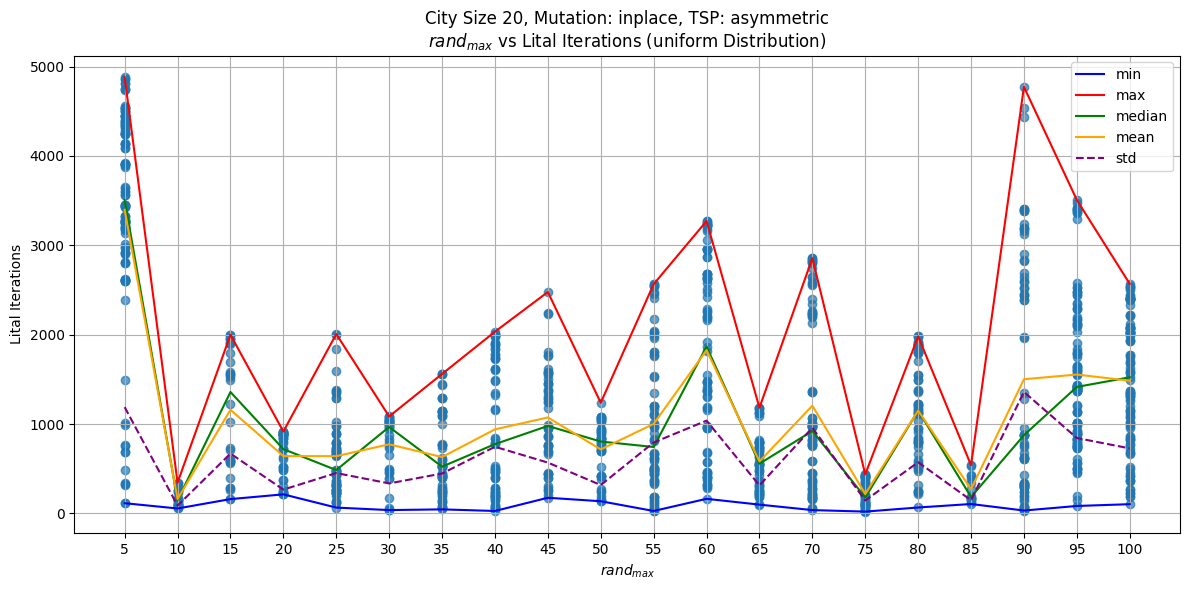 City Size 20, Mutation: inplace, TSP: asymmetric
rand_max vs Lital Iterations (uniform Distribution)
5000
4000
3000
2000
1000
0
Lital Iterations
min
max
median
mean
std
5 10 15 20 25 30 35 40 45 50 55 60 65 70 75 80 85 90 95 100
rand_max